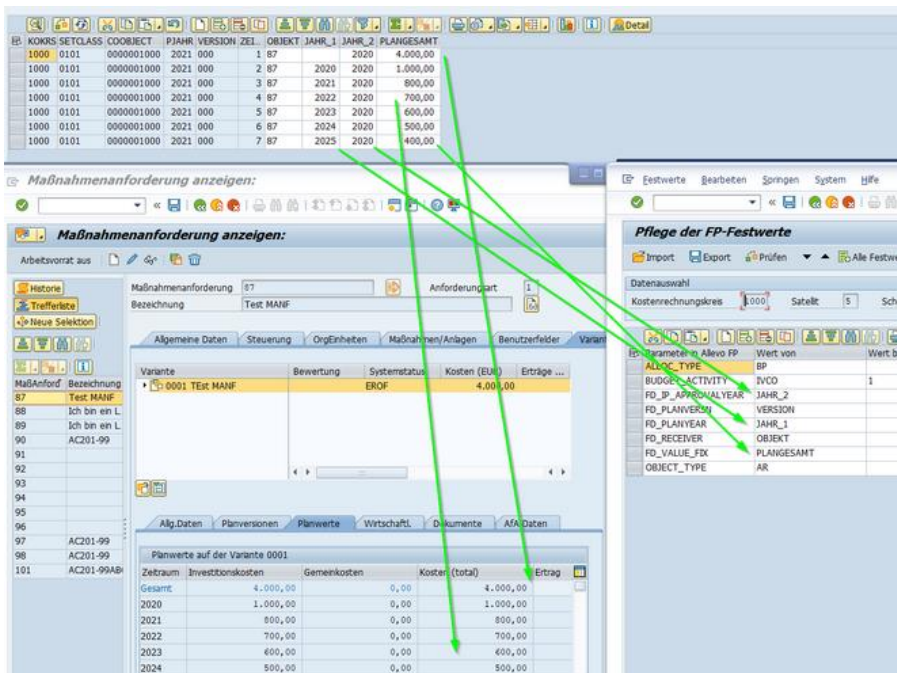 Detail
KOKRS SETCLASS COOBJECT PJAHR VERSION ZEI.. OBJEKT JAHR_1 JAHR_2 PLANGESAMT
1000 0101 0000001000 2021 000 1 87 2020 4.000,00
1000 0101 0000001000 2021 000 2 87 2020 2020 1.000,00
1000 0101 0000001000 2021 000 3 87 2021 2020 800,00
1000 0101 0000001000 2021 000 4 87 2022 2020 700,00
1000 0101 0000001000 2021 000 5 87 2023 2020 600,00
1000 0101 0000001000 2021 000 6 87 2024 2020 500,00
1000 0101 0000001000 2021 000 7 87 2025 2020 400,00
Maßnahmenanforderung anzeigen:
Maßnahmenanforderung anzeigen:
Arbeitsvorrat aus
Historie
Trefferliste
Neue Selektion
MaßAnford Bezeichnung
87 Test MANF
88 Ich bin ein L
89 Ich bin ein L
90 AC201-99
91
92
93
94
95
96
97 AC201-99
98 AC201-99
101 AC201-99AB
Maßnahmenanforderung 87 Anforderungsart 1
Bezeichnung Test MANF
Allgemeine Daten Steuerung OrgEinheiten Maßnahmen/Anlagen Benutzerfelder Variant
Variante Bewertung Systemstatus Kosten (EUR) Erträge ...
0001 TEst MANF EROF 4.000,00
Allg.Daten Planversionen Planwerte Wirtschaftl. Dokumente AfA Daten
Planwerte auf der Variante 0001
Zeitraum Investitionskosten Gemeinkosten Kosten (total) Ertrag
Gesamt 4.000,00 0,00 4.000,00
2020 1.000,00 0,00 1.000,00
2021 800,00 0,00 800,00
2022 700,00 0,00 700,00
2023 600,00 0,00 600,00
2024 500,00 0,00 500,00
Festwerte Bearbeiten Springen System Hilfe
Pflege der FP-Festwerte
Import Export Prüfen Alle Festwe
Datenauswahl
Kostenrechnungskreis 1000 Satellit 5 Sch
Parameter in Allevo FP Wert von Wert b
ALLOC_TYPE BP
BUDGET_ACTIVITY IVCO 1
FD_IP_APPROVALYEAR JAHR_2
FD_PLANVERSN VERSION
FD_PLANYEAR JAHR_1
FD_RECEIVER OBJEKT
FD_VALUE_FIX PLANGESAMT
OBJECT_TYPE AR